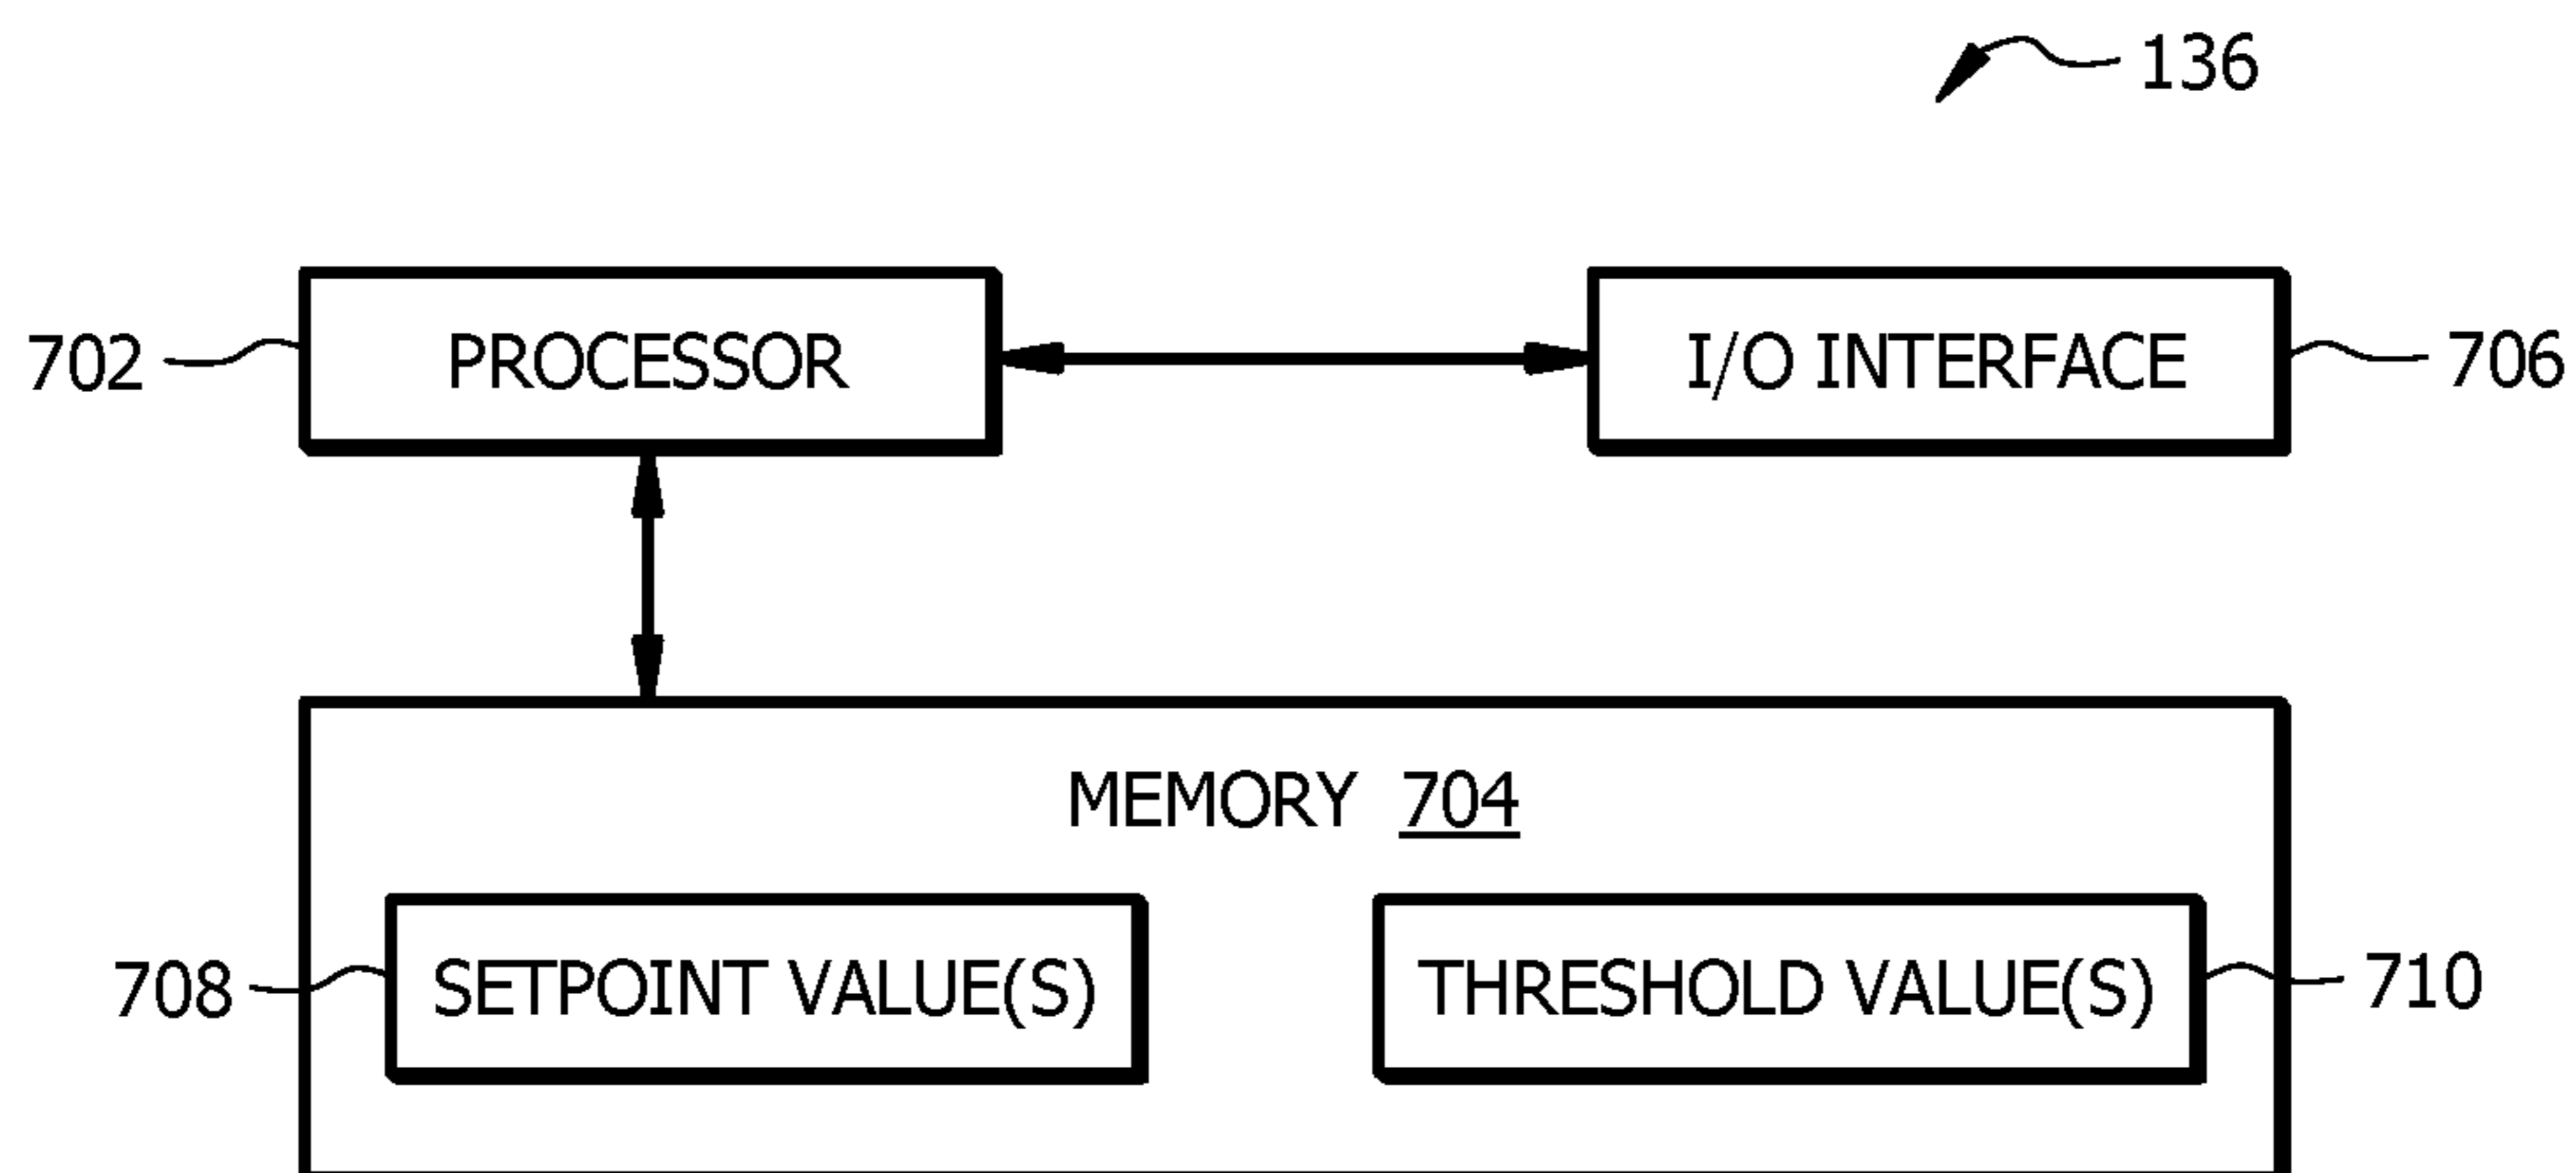 136
702 PROCESSOR I/O INTERFACE 706
MEMORY 704
708 SETPOINT VALUE(S) THRESHOLD VALUE(S) 710